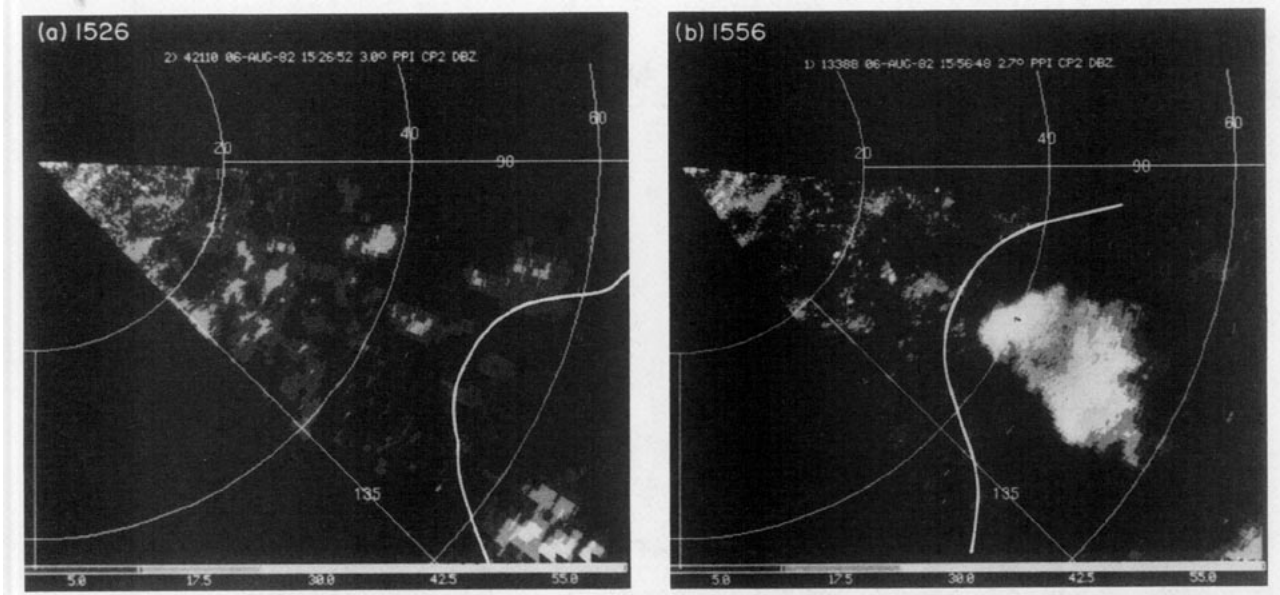 (a) 1526
2) 42110 06-AUG-82 15:26:52 3.0° PPI CP2 DBZ
60
40
20
90
135
5.0 17.5 30.0 42.5 55.0
(b) 1556
1) 13388 06-AUG-82 15:56:48 2.7° PPI CP2 DBZ
60
40
20
90
135
5.0 17.5 30.0 42.5 55.0